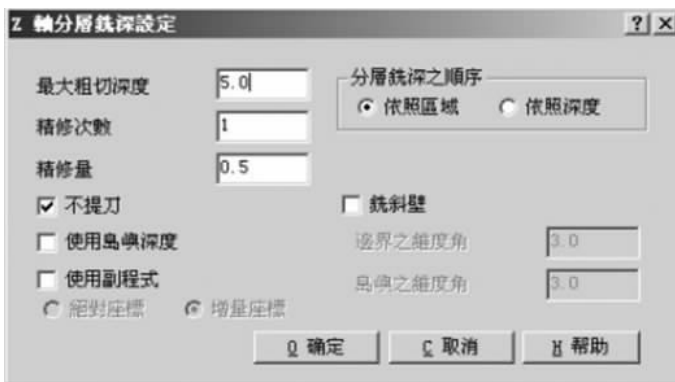 Z 軸分層銑深設定
最大粗切深度 5.0
精修次數 1
精修量 0.5
分層銑深之順序
依照區域 依照深度
不提刀
使用島嶼深度
使用副程式
絕對座標 增量座標
銑斜壁
邊界之錐度角 3.0
島嶼之錐度角 3.0
O 确定 C 取消 H 帮助